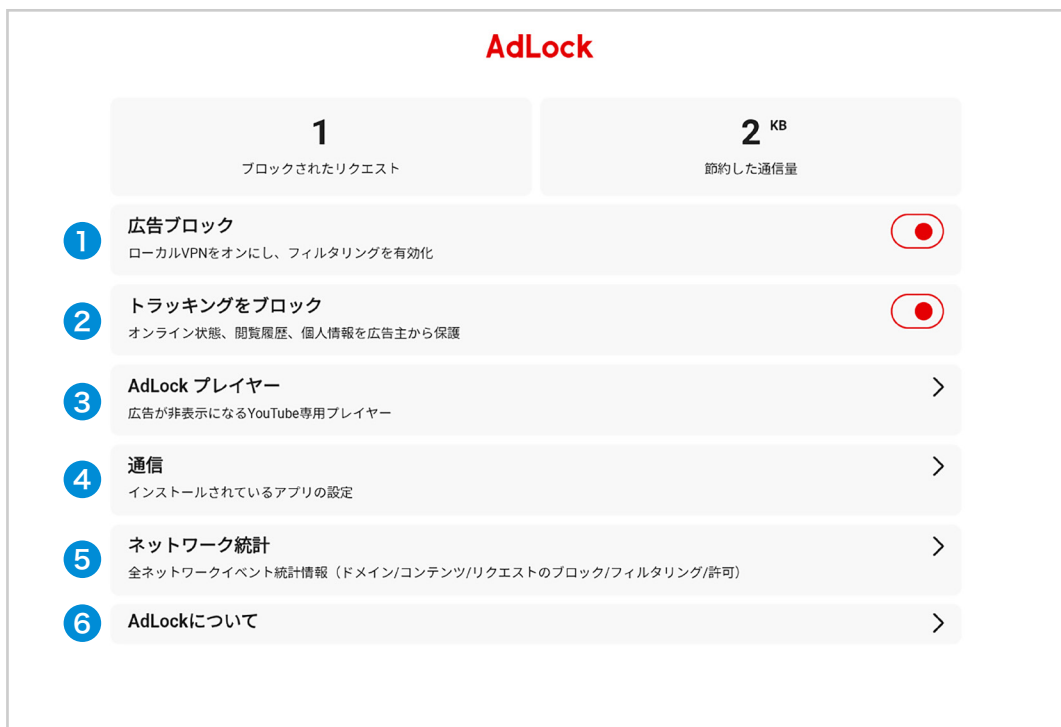 AdLock
1
ブロックされたリクエスト
2 KB
節約した通信量
1
広告ブロック
ローカルVPNをオンにし、フィルタリングを有効化
2
トラッキングをブロック
オンライン状態、閲覧履歴、個人情報を広告主から保護
3
AdLock プレイヤー
広告が非表示になるYouTube専用プレイヤー
4
通信
インストールされているアプリの設定
5
ネットワーク統計
全ネットワークイベント統計情報（ドメイン/コンテンツ/リクエストのブロック/フィルタリング/許可）
6
AdLockについて